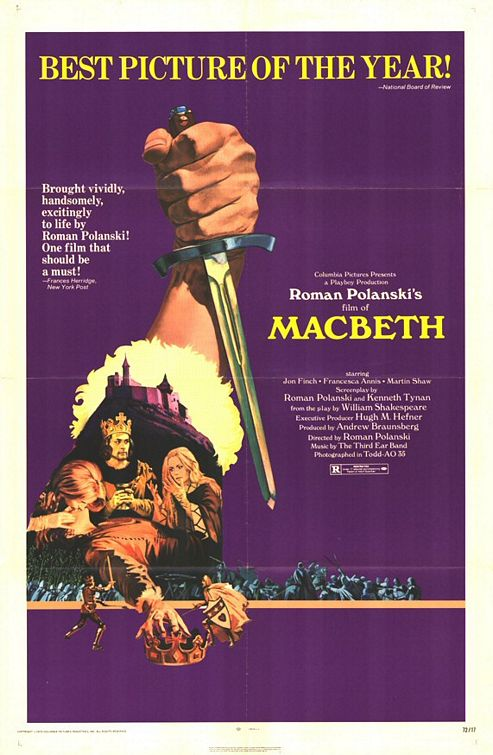 BEST PICTURE OF THE YEAR!
—National Board of Review
Brought vividly,
handsomely,
excitingly
to life by
Roman Polanski!
One film that
should be
a must!
—Frances Herridge,
New York Post
Columbia Pictures Presents
a Playboy Production
Roman Polanski's
film of
MACBETH
starring
Jon Finch • Francesca Annis • Martin Shaw
Screenplay by
Roman Polanski and Kenneth Tynan
from the play by William Shakespeare
Executive Producer Hugh M. Hefner
Produced by Andrew Braunsberg
Directed by Roman Polanski
Music by The Third Ear Band
Photographed in Todd-AO 35
R
72/17